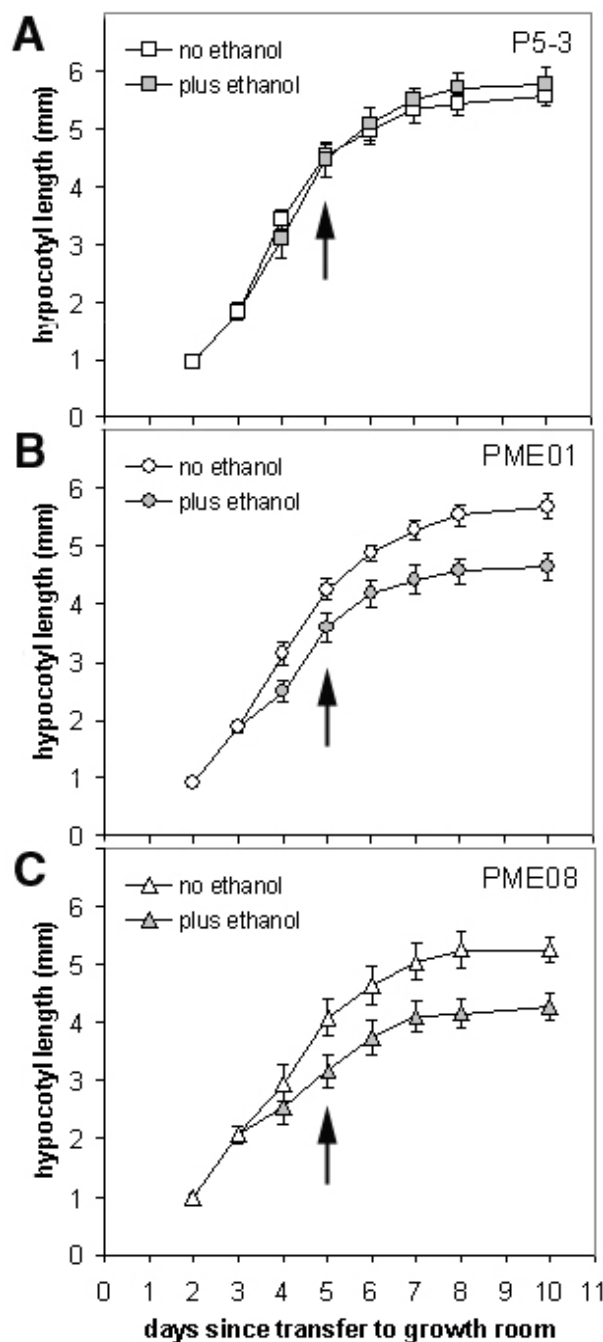 A
P5-3
no ethanol
plus ethanol
hypocotyl length (mm)
6
5
4
3
2
1
0
B
PME01
no ethanol
plus ethanol
hypocotyl length (mm)
6
5
4
3
2
1
0
C
PME08
no ethanol
plus ethanol
hypocotyl length (mm)
6
5
4
3
2
1
0
0 1 2 3 4 5 6 7 8 9 10
days since transfer to growth room